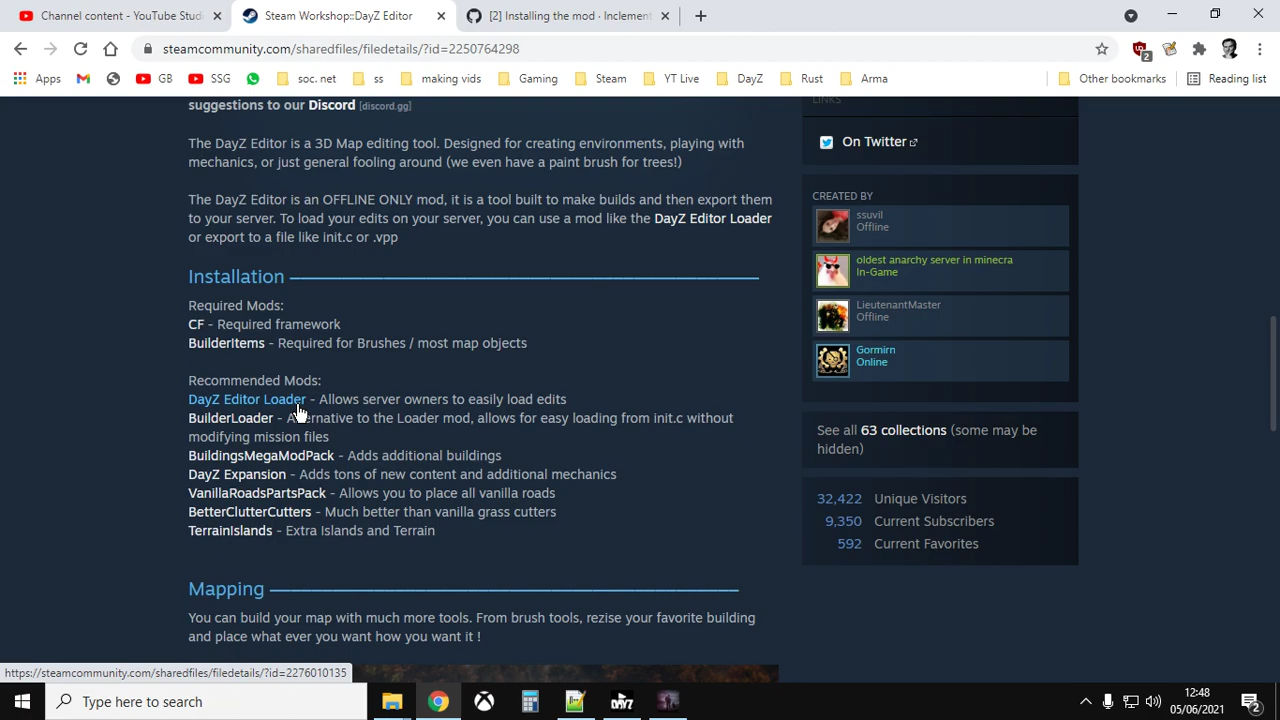 Channel content - YouTube Studi
Steam Workshop::DayZ Editor
[2] Installing the mod · Inclement
steamcommunity.com/sharedfiles/filedetails/?id=2250764298
2
Apps
GB
SSG
soc. net
ss
making vids
Gaming
Steam
YT Live
DayZ
Rust
Arma
Other bookmarks
Reading list
suggestions to our Discord [discord.gg]
The DayZ Editor is a 3D Map editing tool. Designed for creating environments, playing with
mechanics, or just general fooling around (we even have a paint brush for trees!)
The DayZ Editor is an OFFLINE ONLY mod, it is a tool built to make builds and then export them
to your server. To load your edits on your server, you can use a mod like the DayZ Editor Loader
or export to a file like init.c or .vpp
Installation
Required Mods:
CF - Required framework
BuilderItems - Required for Brushes / most map objects
Recommended Mods:
DayZ Editor Loader - Allows server owners to easily load edits
BuilderLoader - Alternative to the Loader mod, allows for easy loading from init.c without
modifying mission files
BuildingsMegaModPack - Adds additional buildings
DayZ Expansion - Adds tons of new content and additional mechanics
VanillaRoadsPartsPack - Allows you to place all vanilla roads
BetterClutterCutters - Much better than vanilla grass cutters
TerrainIslands - Extra Islands and Terrain
Mapping
You can build your map with much more tools. From brush tools, rezise your favorite building
and place what ever you want how you want it !
LINKS
On Twitter
CREATED BY
ssuvil
Offline
oldest anarchy server in minecra
In-Game
LieutenantMaster
Offline
Gormirn
Online
See all 63 collections (some may be
hidden)
32,422 Unique Visitors
9,350 Current Subscribers
592 Current Favorites
https://steamcommunity.com/sharedfiles/filedetails/?id=2276010135
Type here to search
DAYZ
12:48
05/06/2021
2